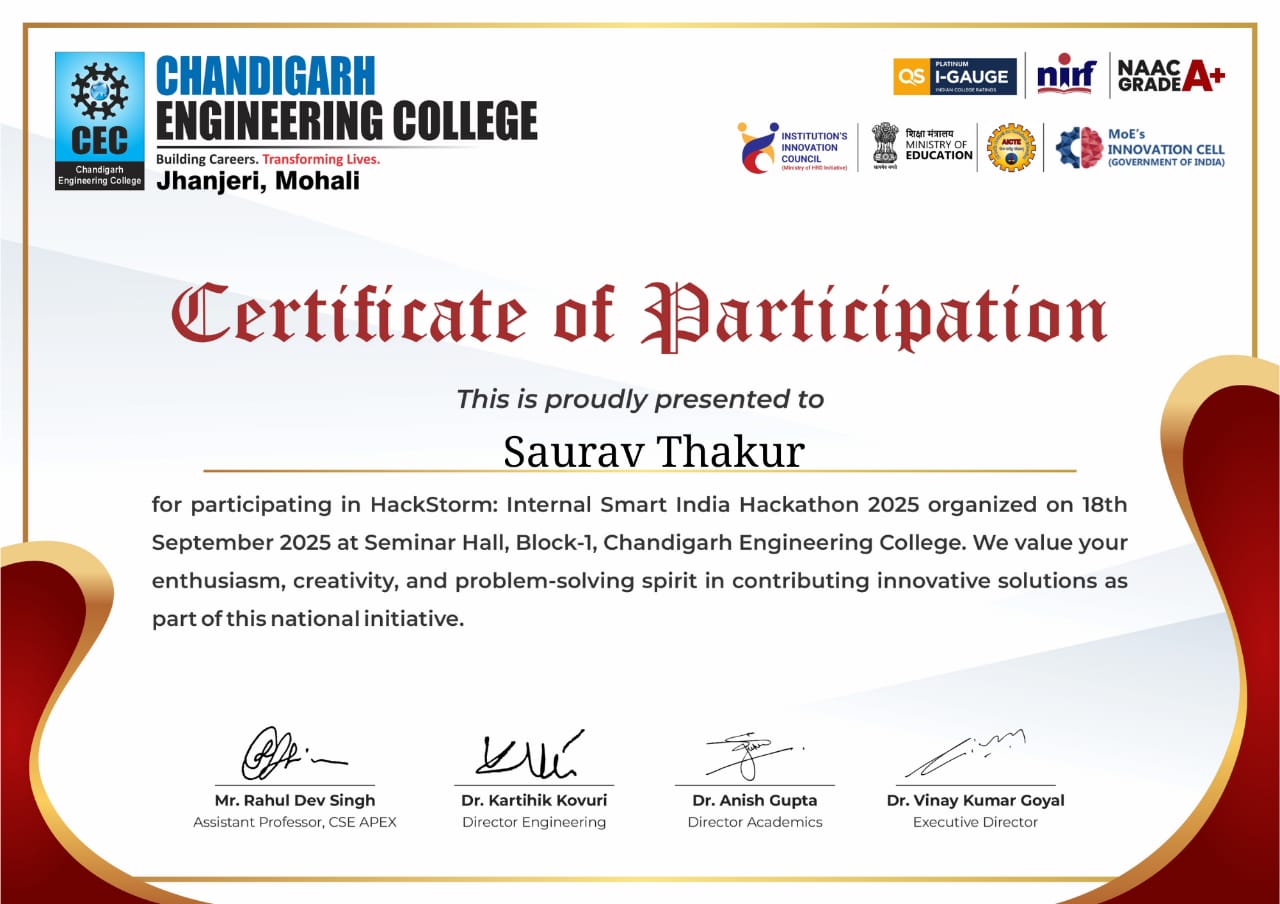 CEC
Chandigarh
Engineering College
CHANDIGARH
ENGINEERING COLLEGE
Building Careers. Transforming Lives.
Jhanjeri, Mohali
QS PLATINUM
I-GAUGE
INDIAN COLLEGE RATINGS
nirf
NAAC
GRADE A+
INSTITUTION'S
INNOVATION
COUNCIL
(Ministry of HRD Initiative)
सत्यमेव जयते
शिक्षा मंत्रालय
MINISTRY OF
EDUCATION
AICTE
MoE's
INNOVATION CELL
(GOVERNMENT OF INDIA)
Certificate of Participation
This is proudly presented to
Saurav Thakur
for participating in HackStorm: Internal Smart India Hackathon 2025 organized on 18th
September 2025 at Seminar Hall, Block-1, Chandigarh Engineering College. We value your
enthusiasm, creativity, and problem-solving spirit in contributing innovative solutions as
part of this national initiative.
Mr. Rahul Dev Singh
Assistant Professor, CSE APEX
Dr. Kartihik Kovuri
Director Engineering
Dr. Anish Gupta
Director Academics
Dr. Vinay Kumar Goyal
Executive Director